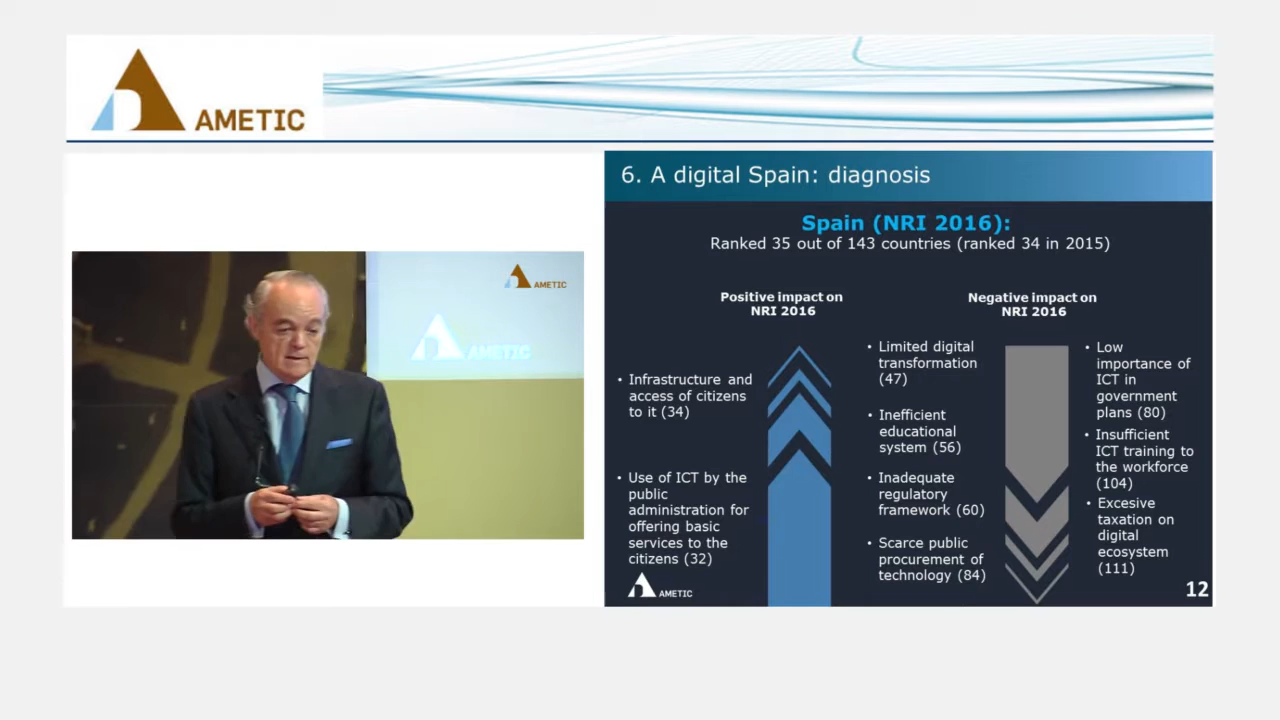 AMETIC
AMETIC
AMETIC
6. A digital Spain: diagnosis
Spain (NRI 2016):
Ranked 35 out of 143 countries (ranked 34 in 2015)
Positive impact on
NRI 2016
• Infrastructure and
access of citizens
to it (34)
• Use of ICT by the
public
administration for
offering basic
services to the
citizens (32)
Negative impact on
NRI 2016
• Limited digital
transformation
(47)
• Inefficient
educational
system (56)
• Inadequate
regulatory
framework (60)
• Scarce public
procurement of
technology (84)
• Low
importance of
ICT in
government
plans (80)
• Insufficient
ICT training to
the workforce
(104)
• Excesive
taxation on
digital
ecosystem
(111)
AMETIC
12